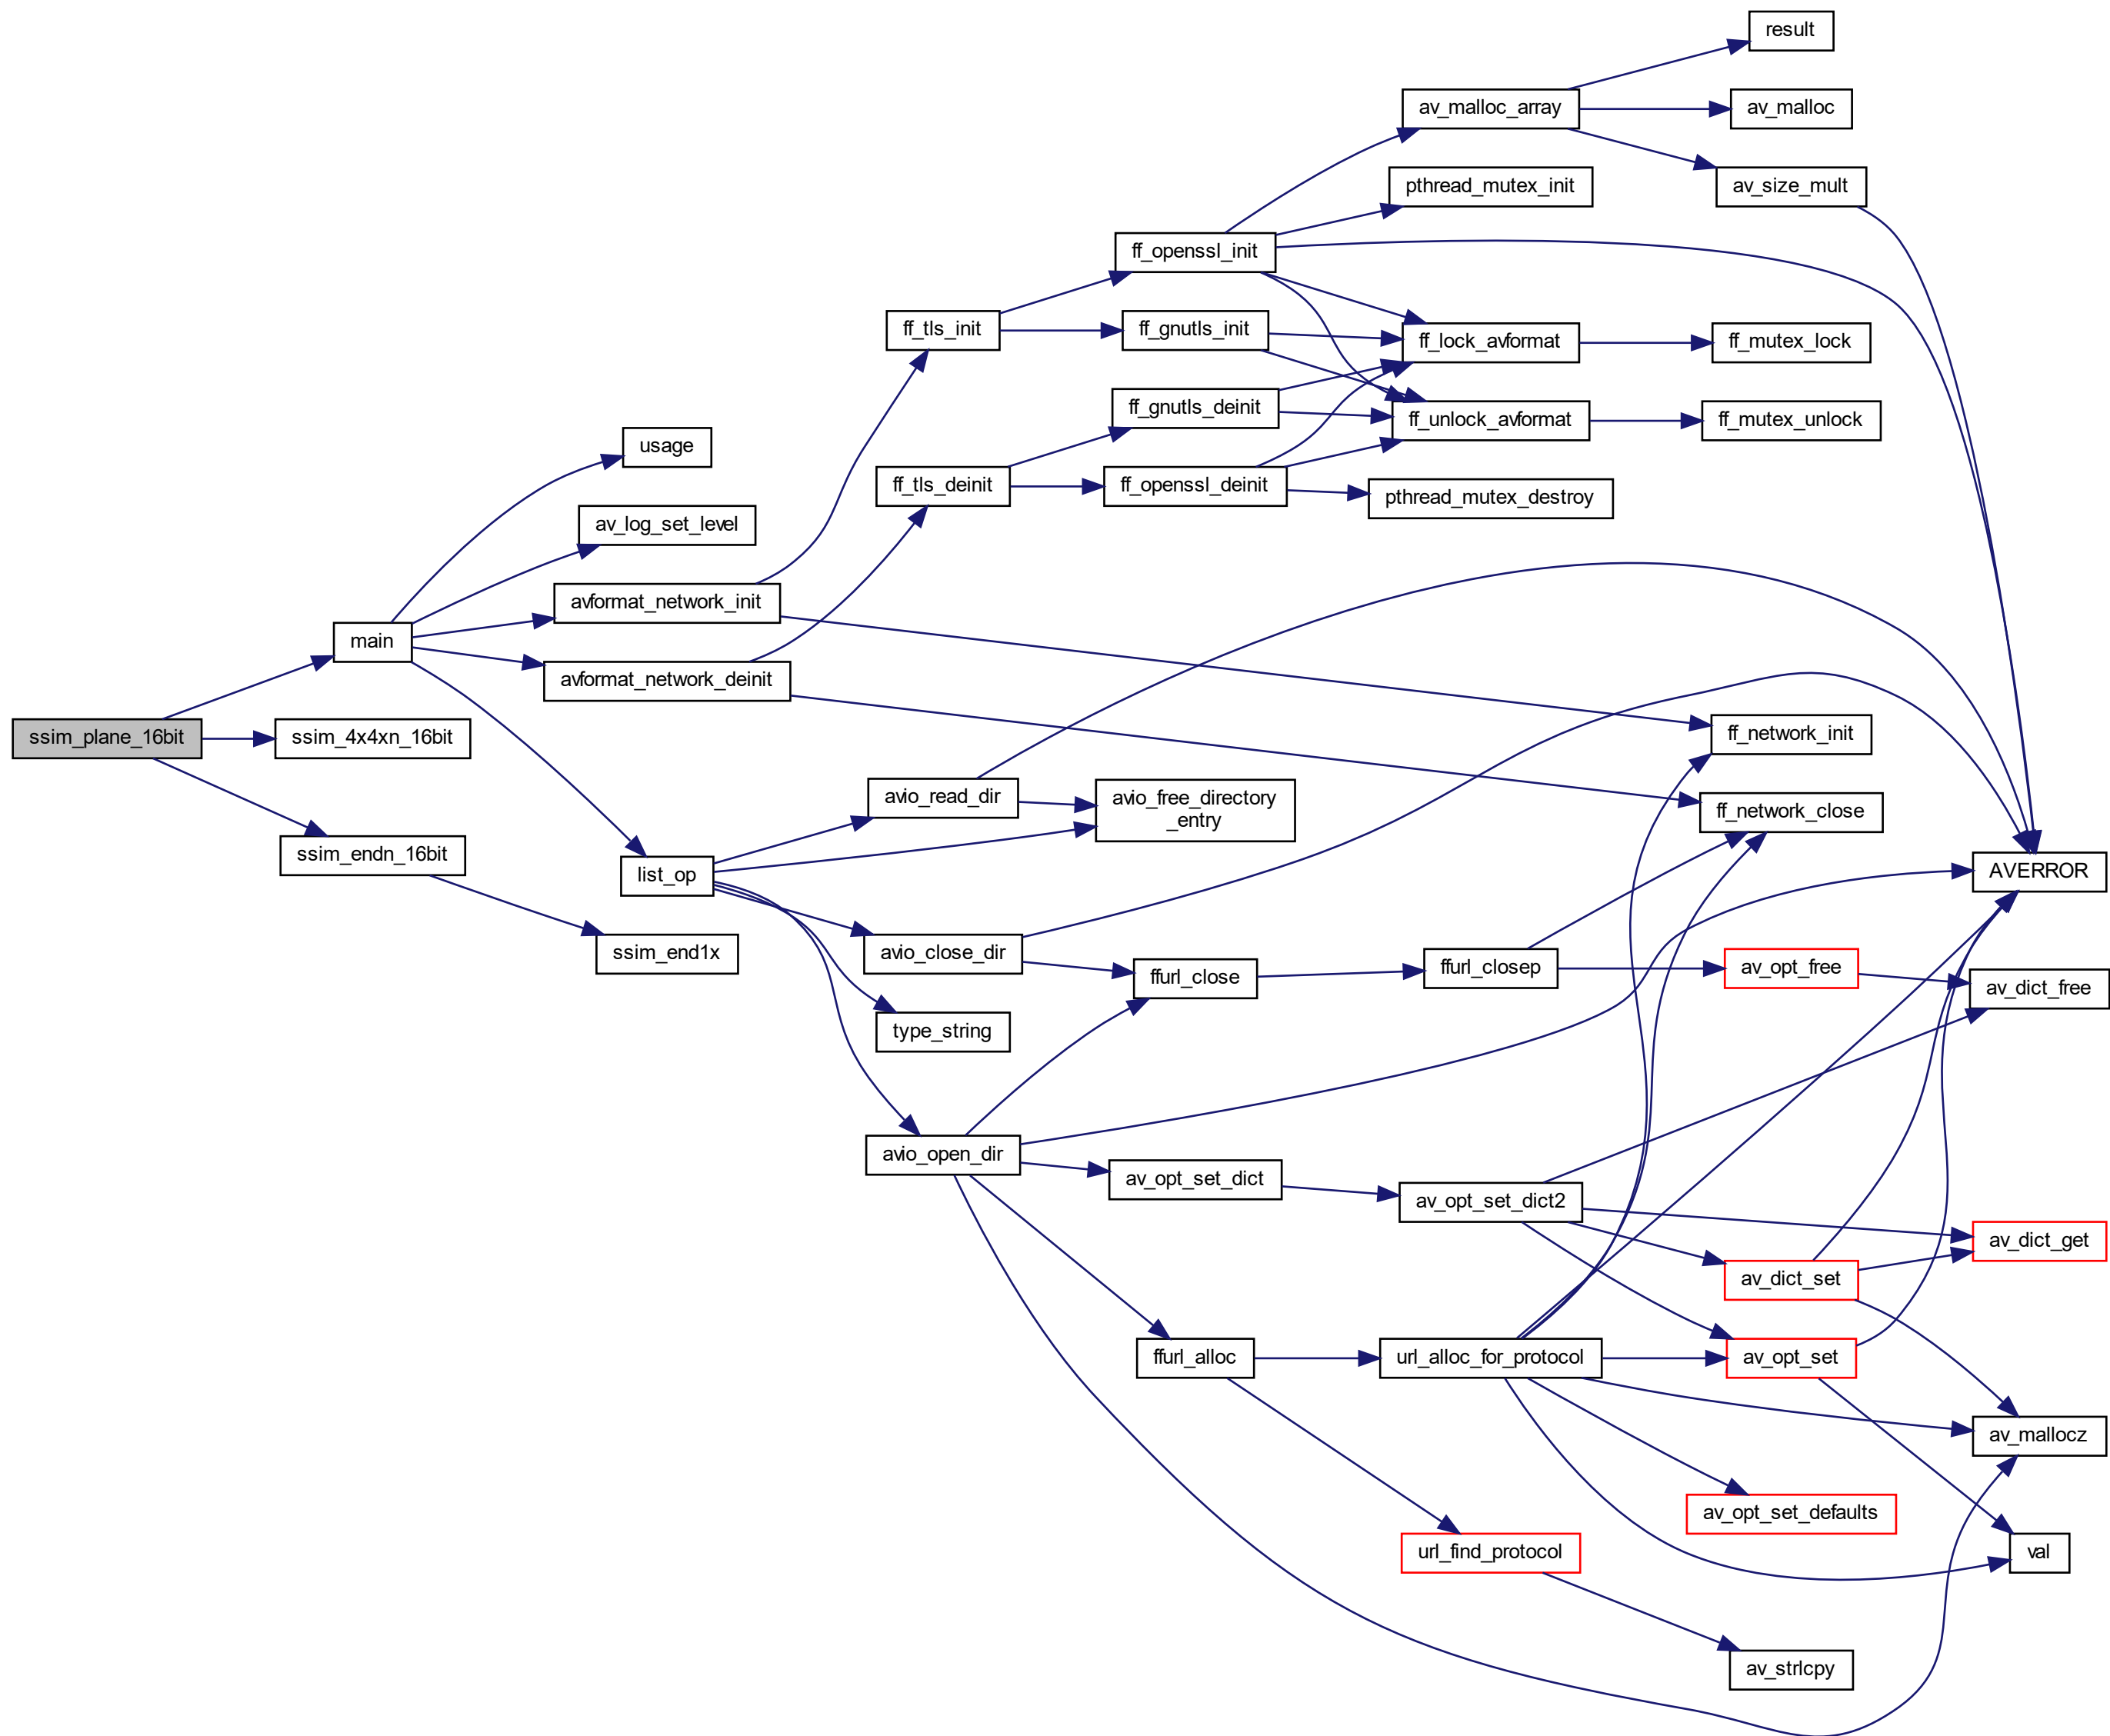 result
av_malloc_array
av_malloc
pthread_mutex_init
av_size_mult
ff_openssl_init
ff_tls_init
ff_gnutls_init
ff_lock_avformat
ff_mutex_lock
ff_gnutls_deinit
ff_unlock_avformat
ff_mutex_unlock
usage
ff_tls_deinit
ff_openssl_deinit
pthread_mutex_destroy
av_log_set_level
avformat_network_init
main
avformat_network_deinit
ssim_plane_16bit
ssim_4x4xn_16bit
ff_network_init
avio_read_dir
avio_free_directory
_entry
ff_network_close
ssim_endn_16bit
list_op
AVERROR
ssim_end1x
avio_close_dir
ffurl_close
ffurl_closep
av_opt_free
av_dict_free
type_string
avio_open_dir
av_opt_set_dict
av_opt_set_dict2
av_dict_get
av_dict_set
ffurl_alloc
url_alloc_for_protocol
av_opt_set
av_mallocz
av_opt_set_defaults
url_find_protocol
val
av_strlcpy